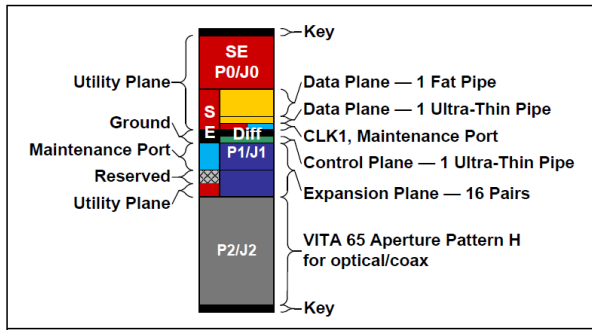 Key
SE
P0/J0
Utility Plane
Data Plane — 1 Fat Pipe
S
Data Plane — 1 Ultra-Thin Pipe
Ground
E
Diff
CLK1, Maintenance Port
Maintenance Port
P1/J1
Control Plane — 1 Ultra-Thin Pipe
Reserved
Expansion Plane — 16 Pairs
Utility Plane
P2/J2
VITA 65 Aperture Pattern H
for optical/coax
Key